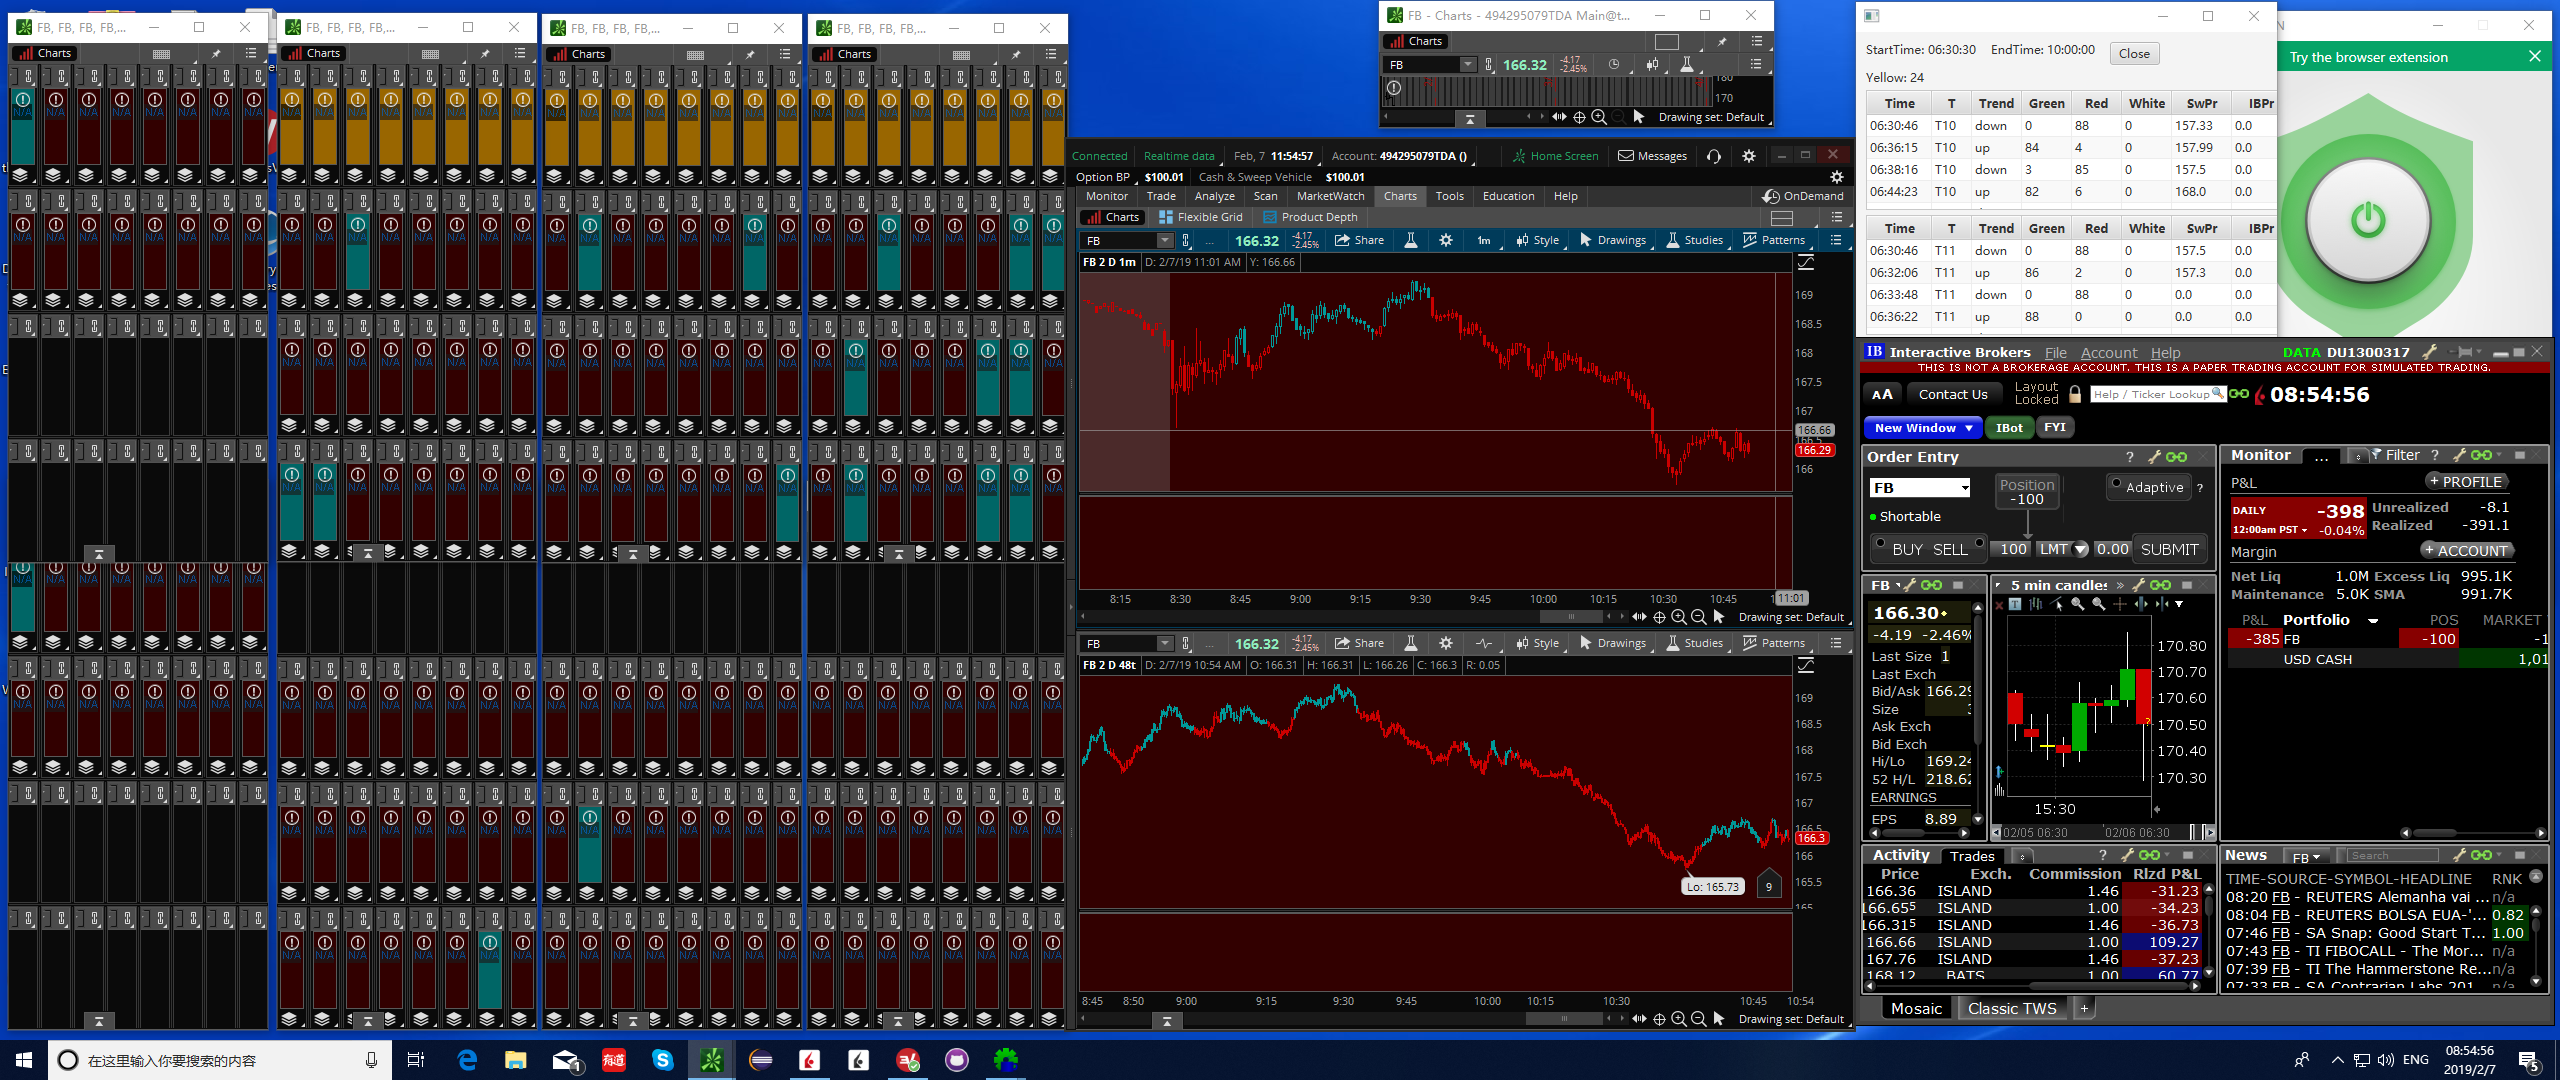 FB, FB, FB, FB,...
Charts
FB, FB, FB, FB,...
Charts
FB, FB, FB, FB,...
Charts
FB, FB, FB, FB,...
Charts
N/A
FB - Charts - 494295079TDA Main@t...
Charts
FB 166.32 -4.17 -2.45%
180
170
Drawing set: Default
Connected Realtime data Feb, 7 11:54:57 Account: 494295079TDA () Home Screen Messages
Option BP $100.01 Cash & Sweep Vehicle $100.01
Monitor Trade Analyze Scan MarketWatch Charts Tools Education Help OnDemand
Charts Flexible Grid Product Depth
FB ... 166.32 -4.17 -2.45% Share 1m Style Drawings Studies Patterns
FB 2 D 1m D: 2/7/19 11:01 AM Y: 166.66
169
168.5
168
167.5
167
166.66
166.5
166.29
166
8:15 8:30 8:45 9:00 9:15 9:30 9:45 10:00 10:15 10:30 10:45 11:01
Drawing set: Default
FB ... 166.32 -4.17 -2.45% Share Style Drawings Studies Patterns
FB 2 D 48t D: 2/7/19 10:54 AM O: 166.31 H: 166.31 L: 166.26 C: 166.3 R: 0.05
169
168.5
168
167.5
167
166.5
166.3
166
165.5
165
Lo: 165.73
9
8:45 8:50 9:00 9:15 9:30 9:45 10:00 10:15 10:30 10:45 10:54
Drawing set: Default
StartTime: 06:30:30 EndTime: 10:00:00 Close
Yellow: 24
Time T Trend Green Red White SwPr IBPr
06:30:46 T10 down 0 88 0 157.33 0.0
06:36:15 T10 up 84 4 0 157.99 0.0
06:38:16 T10 down 3 85 0 157.5 0.0
06:44:23 T10 up 82 6 0 168.0 0.0
Time T Trend Green Red White SwPr IBPr
06:30:46 T11 down 0 88 0 157.5 0.0
06:32:06 T11 up 86 2 0 157.3 0.0
06:33:48 T11 down 0 88 0 0.0 0.0
06:36:22 T11 up 88 0 0 0.0 0.0
N
Try the browser extension
IB Interactive Brokers File Account Help DATA DU1300317
THIS IS NOT A BROKERAGE ACCOUNT. THIS IS A PAPER TRADING ACCOUNT FOR SIMULATED TRADING.
AA Contact Us Layout Locked Help / Ticker Lookup 08:54:56
New Window IBot FYI
Order Entry ?
FB Position -100 Adaptive ?
Shortable
BUY SELL 100 LMT 0.00 SUBMIT
Monitor ... Filter ?
P&L + PROFILE
DAILY -398 Unrealized -8.1
12:00am PST -0.04% Realized -391.1
Margin + ACCOUNT
Net Liq 1.0M Excess Liq 995.1K
Maintenance 5.0K SMA 991.7K
P&L Portfolio POS MARKET
-385 FB -100 -1
USD CASH 1,01
FB
166.30
-4.19 -2.46%
Last Size 1
Last Exch
Bid/Ask 166.29
Size
Ask Exch
Bid Exch
Hi/Lo 169.24
52 H/L 218.62
EARNINGS
EPS 8.89
5 min candles
170.80
170.70
170.60
170.50
170.40
170.30
15:30
02/05 06:30 02/06 06:30
Activity Trades ?
Price Exch. Commission Rlzd P&L
166.36 ISLAND 1.46 -31.23
166.65⁵ ISLAND 1.00 -34.23
166.31⁵ ISLAND 1.46 -36.73
166.66 ISLAND 1.00 109.27
167.76 ISLAND 1.46 -37.23
168.12 BATS 1.00 60.77
News FB Search
TIME-SOURCE-SYMBOL-HEADLINE RNK
08:20 FB - REUTERS Alemanha vai ... n/a
08:04 FB - REUTERS BOLSA EUA-'... 0.82
07:46 FB - SA Snap: Good Start T... 1.00
07:43 FB - TI FIBOCALL - The Mor... n/a
07:39 FB - TI The Hammerstone Re... n/a
07:33 FB - SA Contrarian Labs 201... n/a
Mosaic Classic TWS +
在这里输入你要搜索的内容
1
有道
ENG
08:54:56
2019/2/7
5